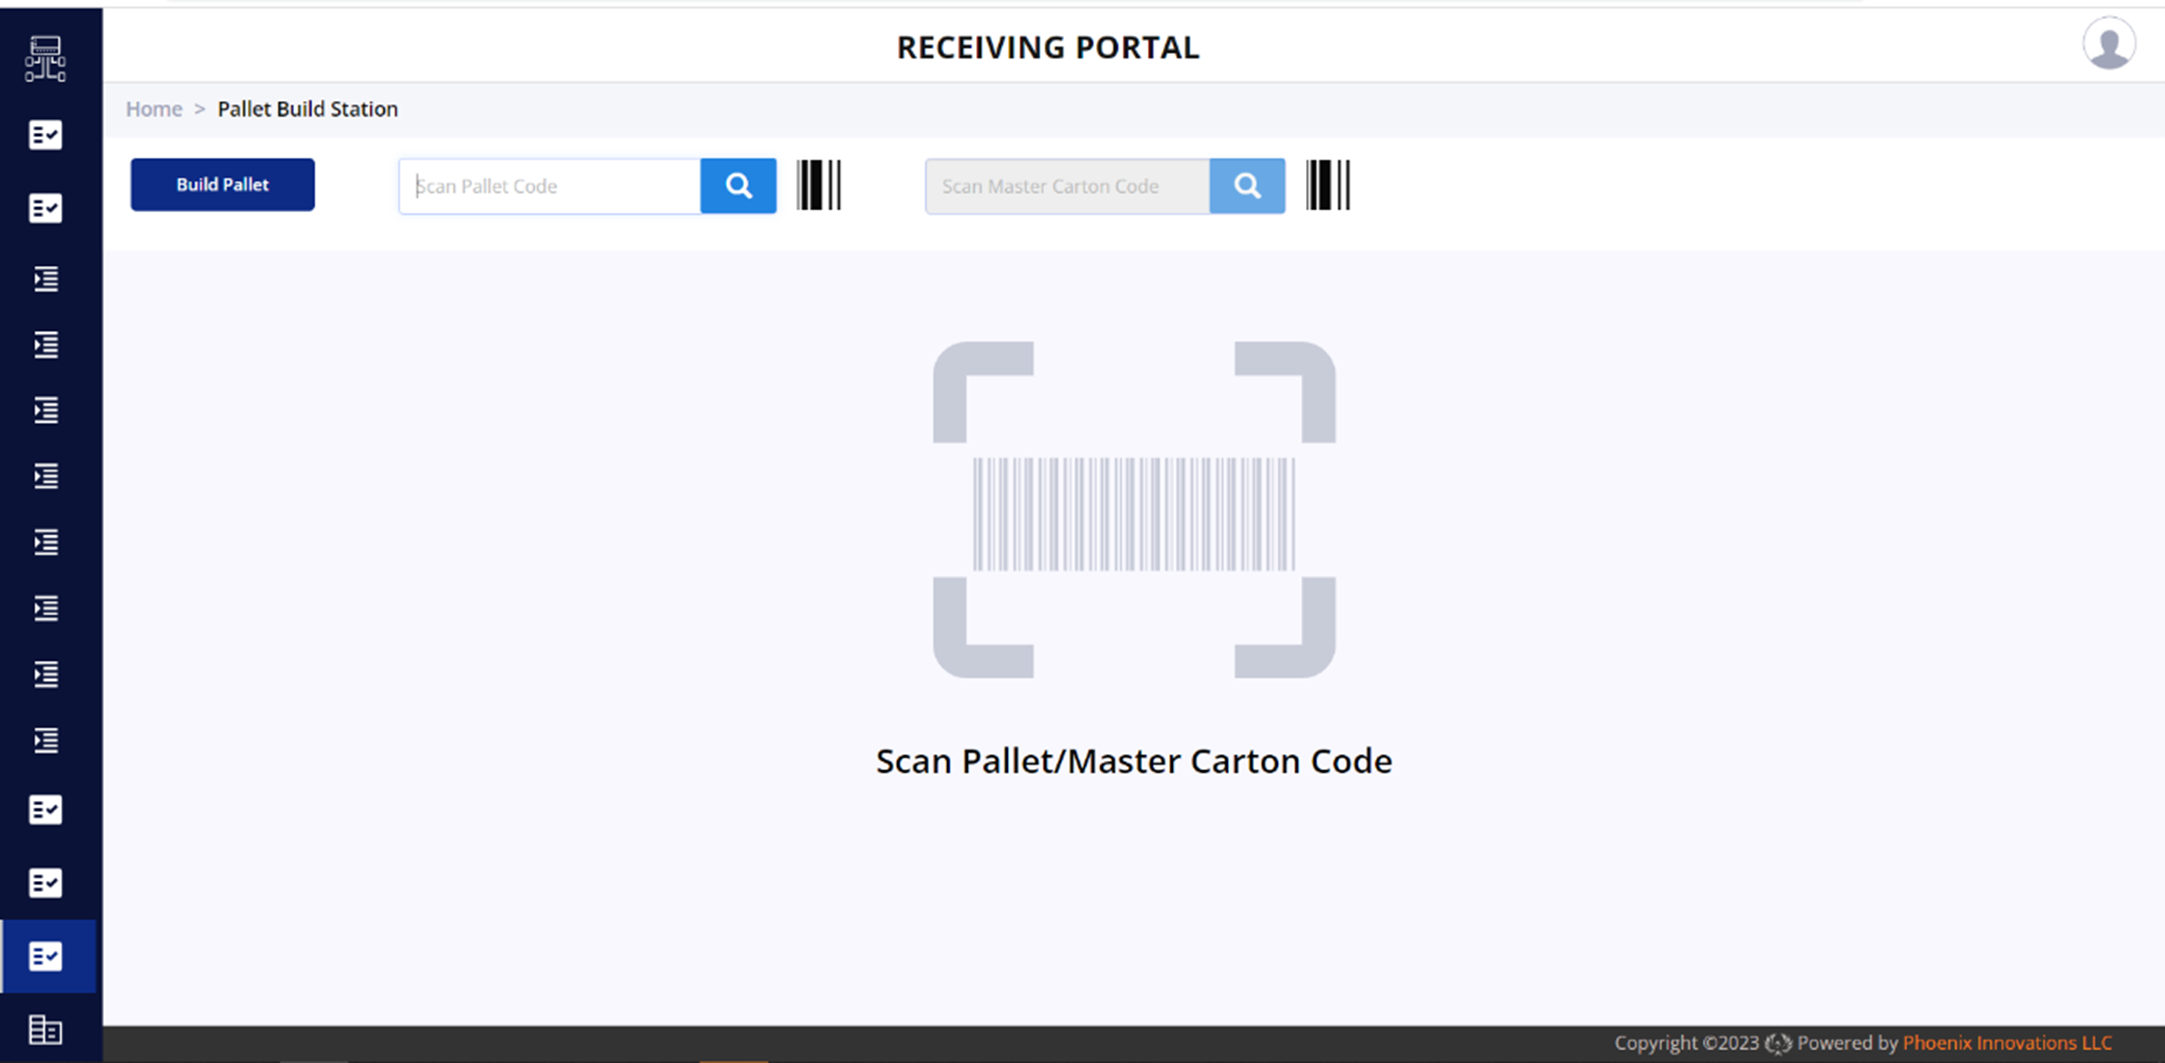 RECEIVING PORTAL
Home > Pallet Build Station
Build Pallet
Scan Pallet Code
Scan Master Carton Code
Scan Pallet/Master Carton Code
Copyright ©2023 Powered by Phoenix Innovations LLC